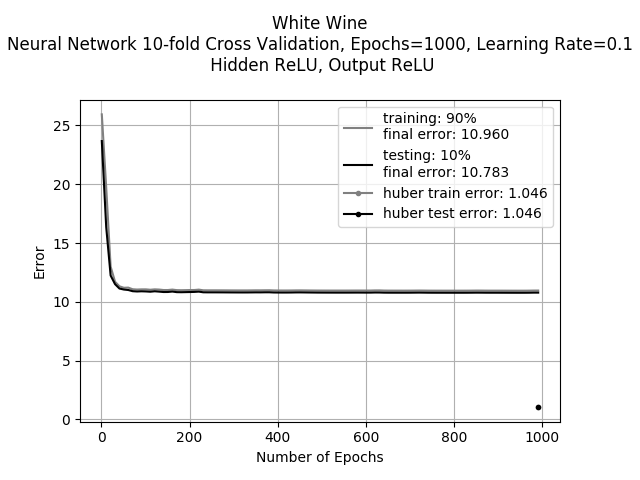 White Wine
Neural Network 10-fold Cross Validation, Epochs=1000, Learning Rate=0.1
Hidden ReLU, Output ReLU
training: 90%
final error: 10.960
testing: 10%
final error: 10.783
huber train error: 1.046
huber test error: 1.046
25
20
15
10
5
0
Error
0 200 400 600 800 1000
Number of Epochs